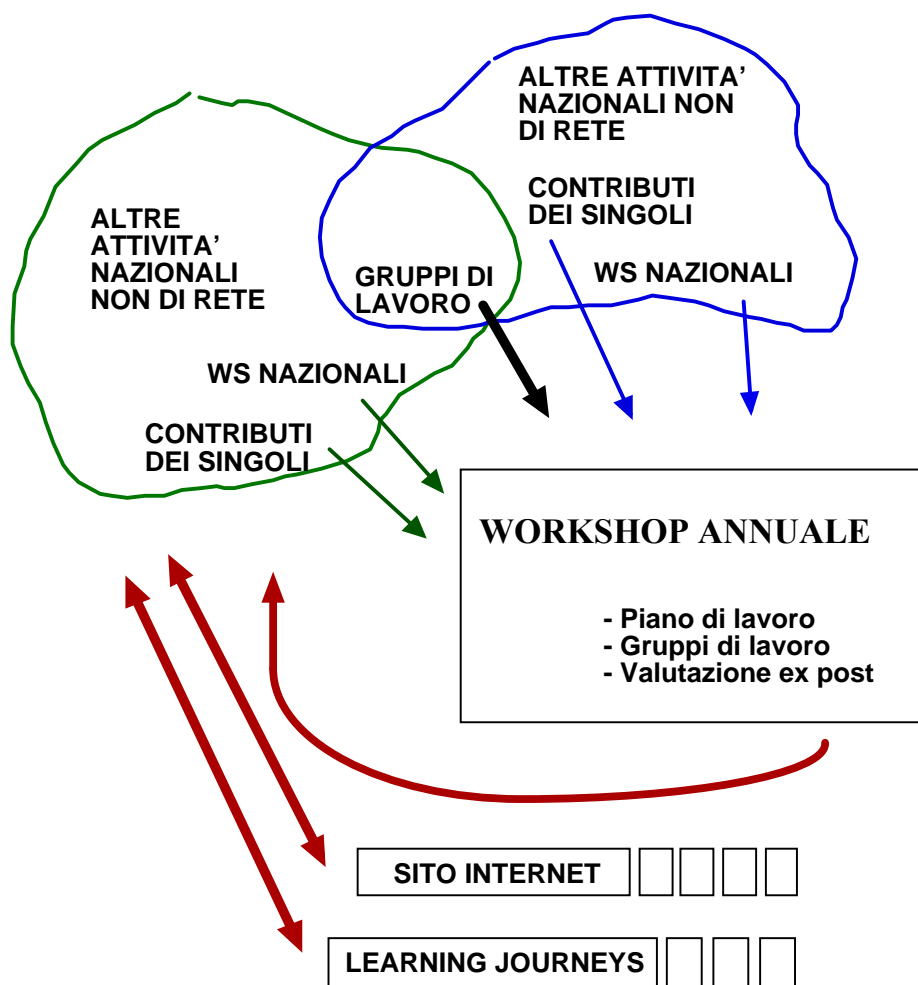 ALTRE ATTIVITA'
NAZIONALI NON
DI RETE
CONTRIBUTI
DEI SINGOLI
WS NAZIONALI
ALTRE
ATTIVITA'
NAZIONALI
NON DI RETE
GRUPPI DI
LAVORO
WS NAZIONALI
CONTRIBUTI
DEI SINGOLI
WORKSHOP ANNUALE
- Piano di lavoro
- Gruppi di lavoro
- Valutazione ex post
SITO INTERNET
LEARNING JOURNEYS